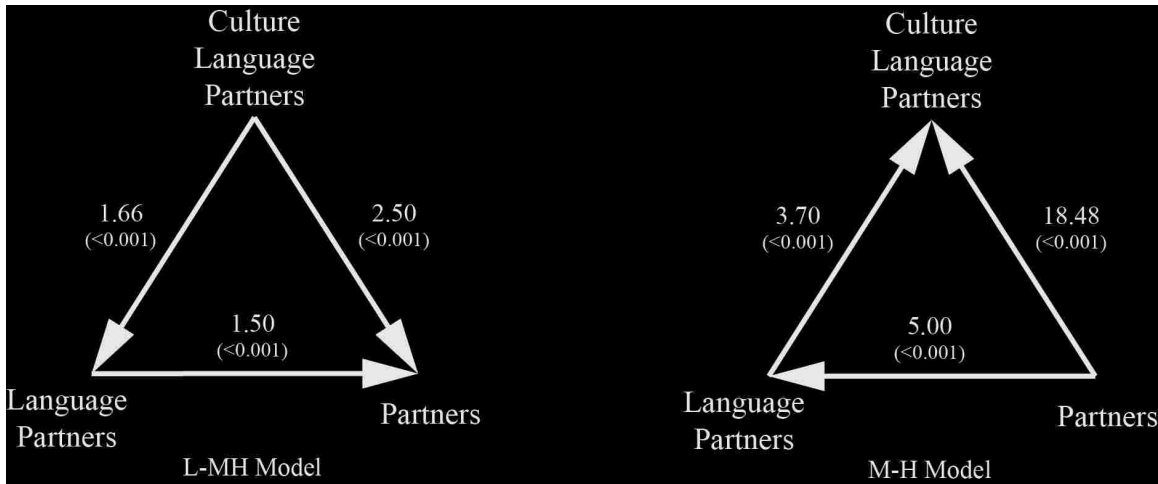 Culture
Language
Partners
1.66
(<0.001)
2.50
(<0.001)
1.50
(<0.001)
Language
Partners
Partners
L-MH Model
Culture
Language
Partners
3.70
(<0.001)
18.48
(<0.001)
5.00
(<0.001)
Language
Partners
Partners
M-H Model